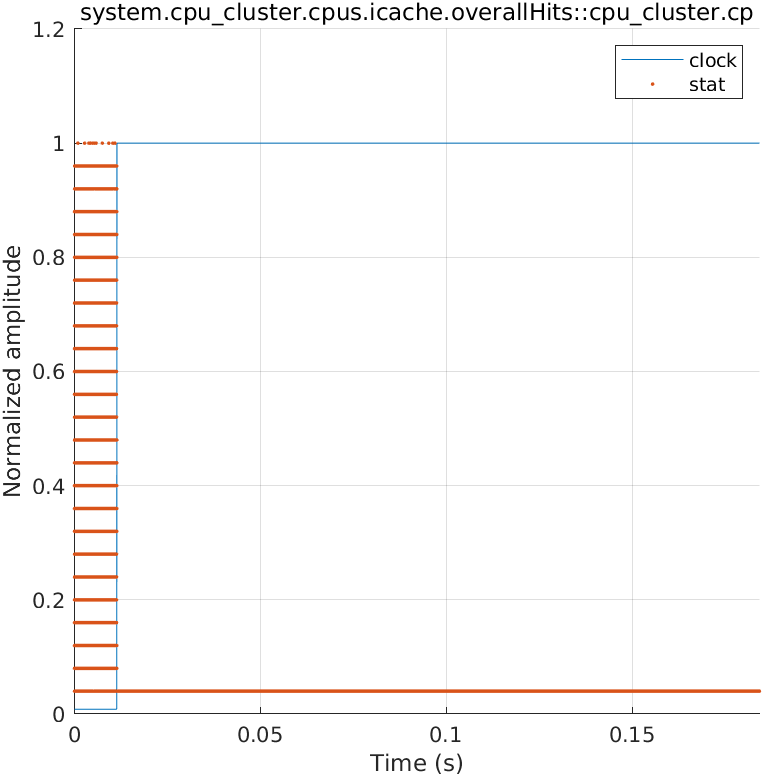 system.cpu_cluster.cpus.icache.overallHits::cpu_cluster.cp
1.2
clock
stat
1
0.8
0.6
0.4
0.2
0
Normalized amplitude
0
0.05
0.1
0.15
Time (s)